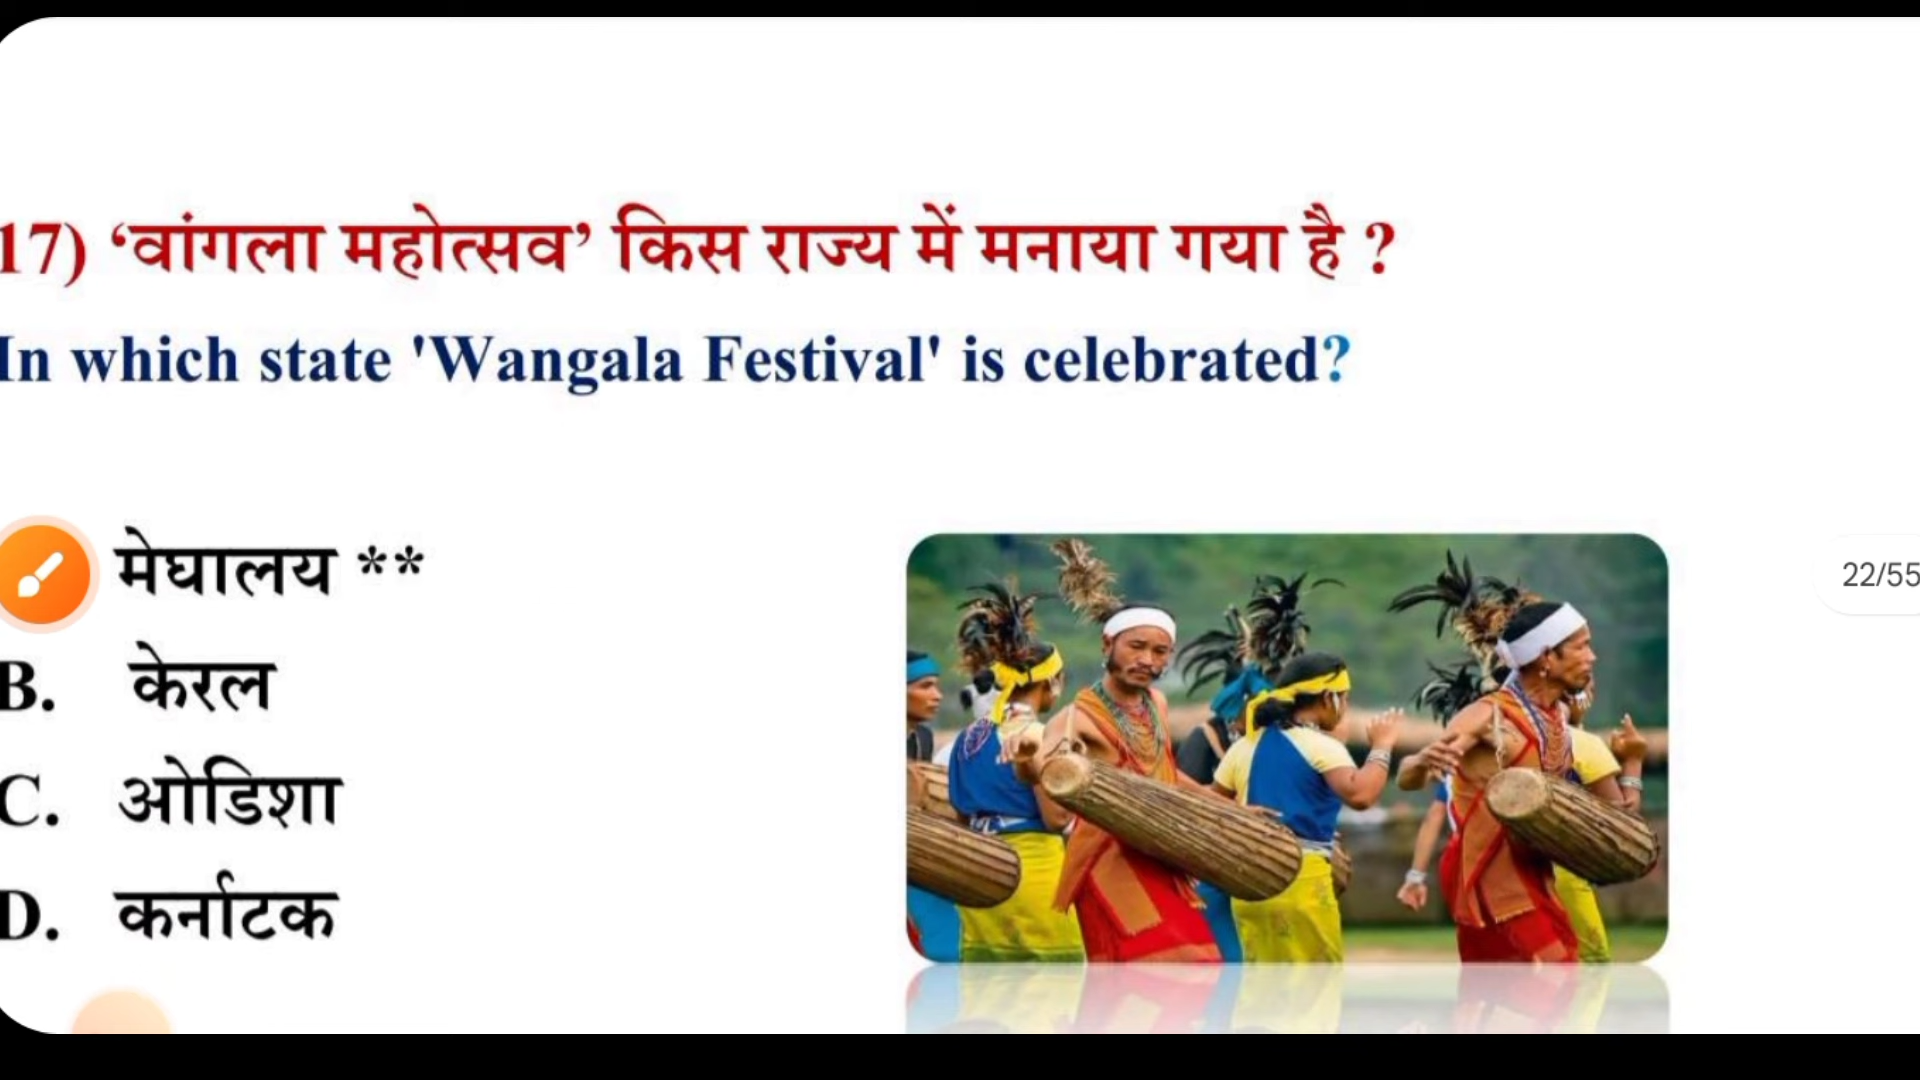 17) ‘वांगला महोत्सव’ किस राज्य में मनाया गया है ?
In which state 'Wangala Festival' is celebrated?
मेघालय **
B. केरल
22/55
C. ओडिशा
D. कर्नाटक